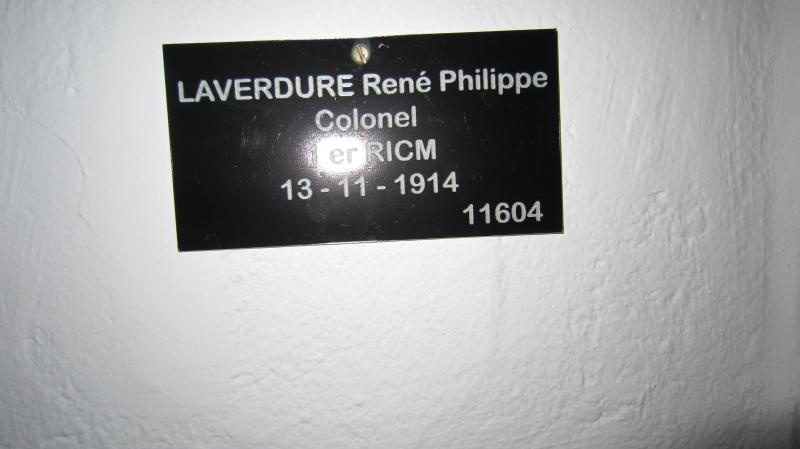 LAVERDURE René Philippe
Colonel
1er RICM
13 - 11 - 1914
11604